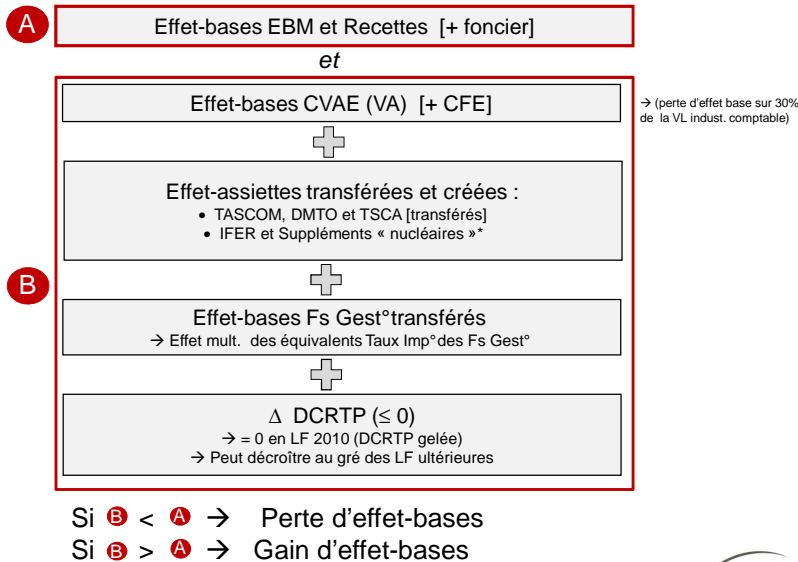 A
Effet-bases EBM et Recettes [+ foncier]
et
Effet-bases CVAE (VA) [+ CFE]
→ (perte d'effet base sur 30%
de la VL indust. comptable)
Effet-assiettes transférées et créées :
• TASCOM, DMTO et TSCA [transférés]
• IFER et Suppléments « nucléaires »*
B
Effet-bases Fs Gest° transférés
→ Effet mult. des équivalents Taux Imp° des Fs Gest°
Δ DCRTP (≤ 0)
→ = 0 en LF 2010 (DCRTP gelée)
→ Peut décroître au gré des LF ultérieures
Si B < A → Perte d'effet-bases
Si B > A → Gain d'effet-bases